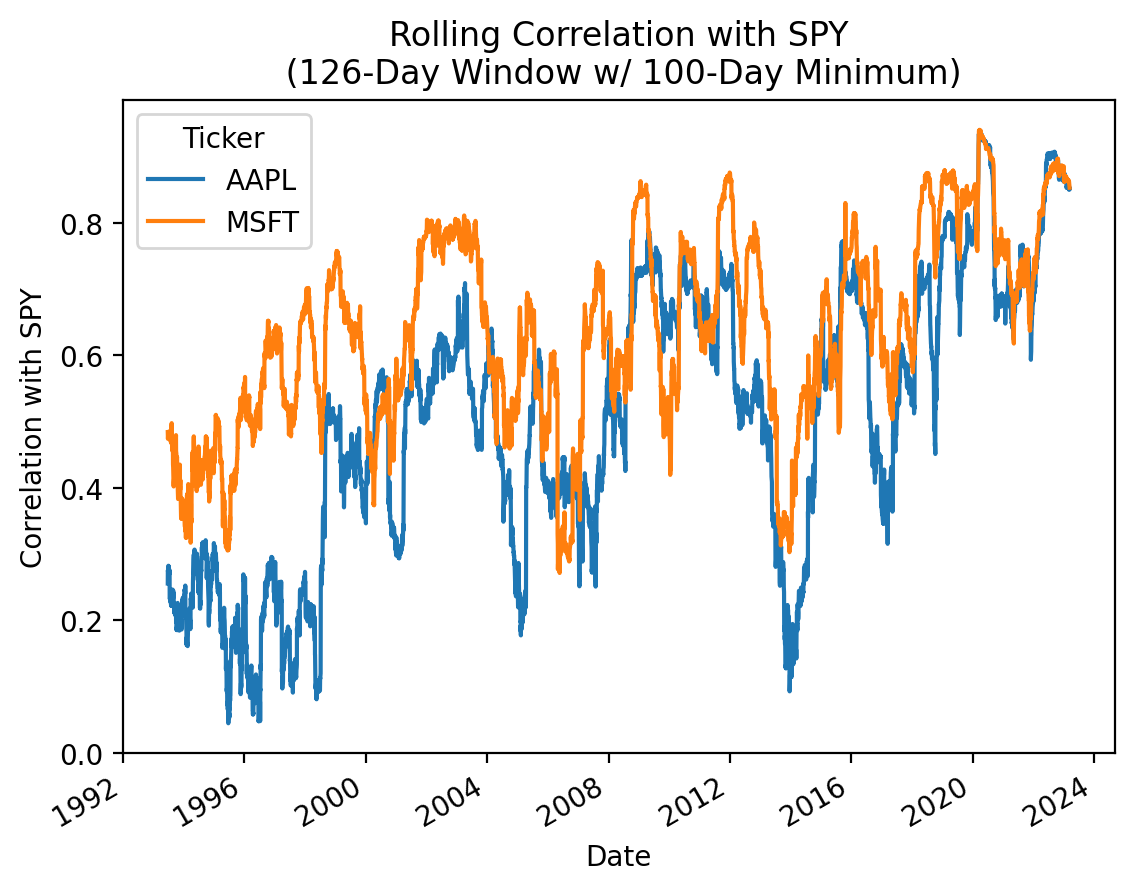 Rolling Correlation with SPY
(126-Day Window w/ 100-Day Minimum)
Ticker
AAPL
MSFT
Correlation with SPY
0.8
0.6
0.4
0.2
0.0
1992
1996
2000
2004
2008
2012
2016
2020
2024
Date